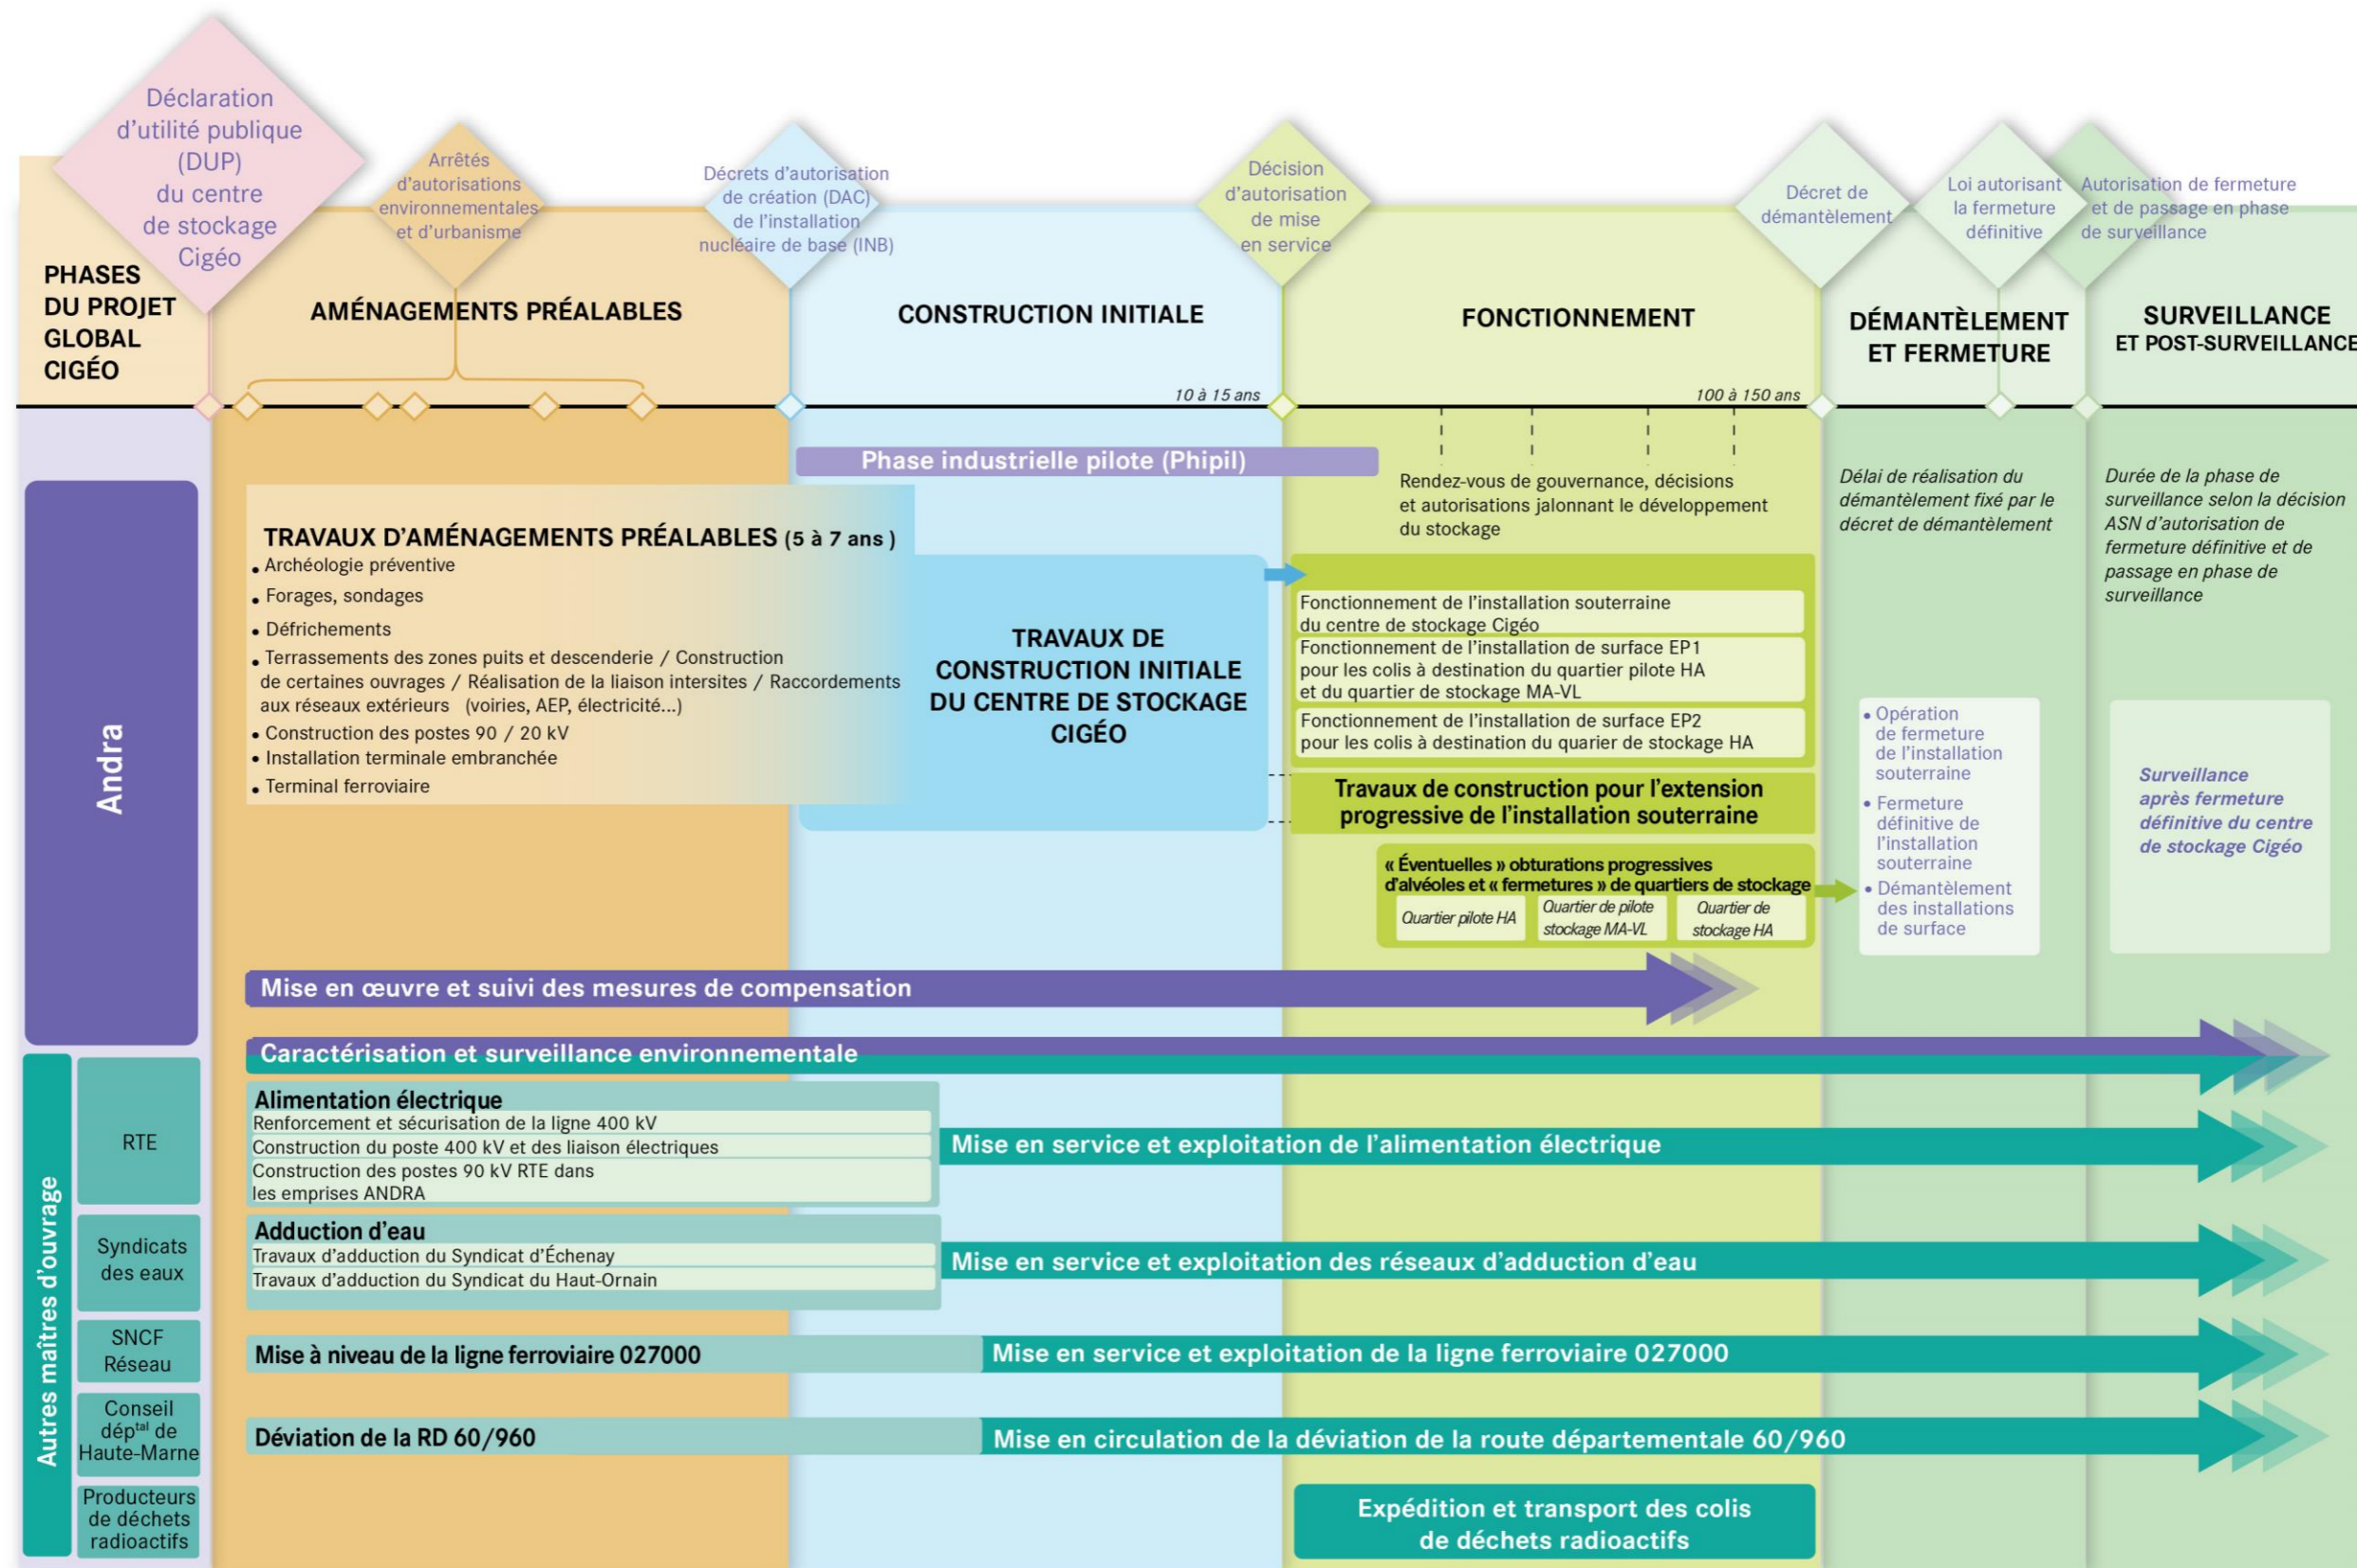 Déclaration
d'utilité publique
(DUP)
du centre
de stockage
Cigéo
Arrêtés
d'autorisations
environnementales
et d'urbanisme
Décrets d'autorisation
de création (DAC)
de l'installation
nucléaire de base (INB)
Décision
d'autorisation
de mise
en service
Décret de
démantèlement
Loi autorisant
la fermeture
définitive
Autorisation de fermeture
et de passage en phase
de surveillance
PHASES
DU PROJET
GLOBAL
CIGÉO
AMÉNAGEMENTS PRÉALABLES
CONSTRUCTION INITIALE
10 à 15 ans
FONCTIONNEMENT
100 à 150 ans
DÉMANTÈLEMENT
ET FERMETURE
SURVEILLANCE
ET POST-SURVEILLANCE
Andra
Phase industrielle pilote (Phipil)
TRAVAUX D'AMÉNAGEMENTS PRÉALABLES (5 à 7 ans )
• Archéologie préventive
• Forages, sondages
• Défrichements
• Terrassements des zones puits et descenderie / Construction
de certaines ouvrages / Réalisation de la liaison intersites / Raccordements
aux réseaux extérieurs (voiries, AEP, électricité...)
• Construction des postes 90 / 20 kV
• Installation terminale embranchée
• Terminal ferroviaire
TRAVAUX DE
CONSTRUCTION INITIALE
DU CENTRE DE STOCKAGE
CIGÉO
Rendez-vous de gouvernance, décisions
et autorisations jalonnant le développement
du stockage
Fonctionnement de l'installation souterraine
du centre de stockage Cigéo
Fonctionnement de l'installation de surface EP1
pour les colis à destination du quartier pilote HA
et du quartier de stockage MA-VL
Fonctionnement de l'installation de surface EP2
pour les colis à destination du quarier de stockage HA
Travaux de construction pour l'extension
progressive de l'installation souterraine
« Éventuelles » obturations progressives
d'alvéoles et « fermetures » de quartiers de stockage
Quartier pilote HA
Quartier de pilote
stockage MA-VL
Quartier de
stockage HA
Délai de réalisation du
démantèlement fixé par le
décret de démantèlement
• Opération
de fermeture
de l'installation
souterraine
• Fermeture
définitive de
l'installation
souterraine
• Démantèlement
des installations
de surface
Durée de la phase de
surveillance selon la décision
ASN d'autorisation de
fermeture définitive et de
passage en phase de
surveillance
Surveillance
après fermeture
définitive du centre
de stockage Cigéo
Mise en œuvre et suivi des mesures de compensation
Caractérisation et surveillance environnementale
Autres maîtres d'ouvrage
RTE
Alimentation électrique
Renforcement et sécurisation de la ligne 400 kV
Construction du poste 400 kV et des liaison électriques
Construction des postes 90 kV RTE dans
les emprises ANDRA
Mise en service et exploitation de l'alimentation électrique
Syndicats
des eaux
Adduction d'eau
Travaux d'adduction du Syndicat d'Échenay
Travaux d'adduction du Syndicat du Haut-Ornain
Mise en service et exploitation des réseaux d'adduction d'eau
SNCF
Réseau
Mise à niveau de la ligne ferroviaire 027000
Mise en service et exploitation de la ligne ferroviaire 027000
Conseil
dép<sup>tal</sup> de
Haute-Marne
Déviation de la RD 60/960
Mise en circulation de la déviation de la route départementale 60/960
Producteurs
de déchets
radioactifs
Expédition et transport des colis
de déchets radioactifs